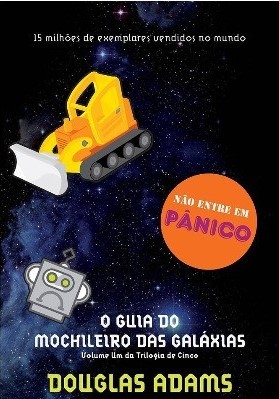 15 milhões de exemplares vendidos no mundo
NÃO ENTRE EM
PÂNICO
O GUIA DO
MOCHILEIRO DAS GALÁXIAS
Volume Um da Trilogia de Cinco
DOUGLAS ADAMS